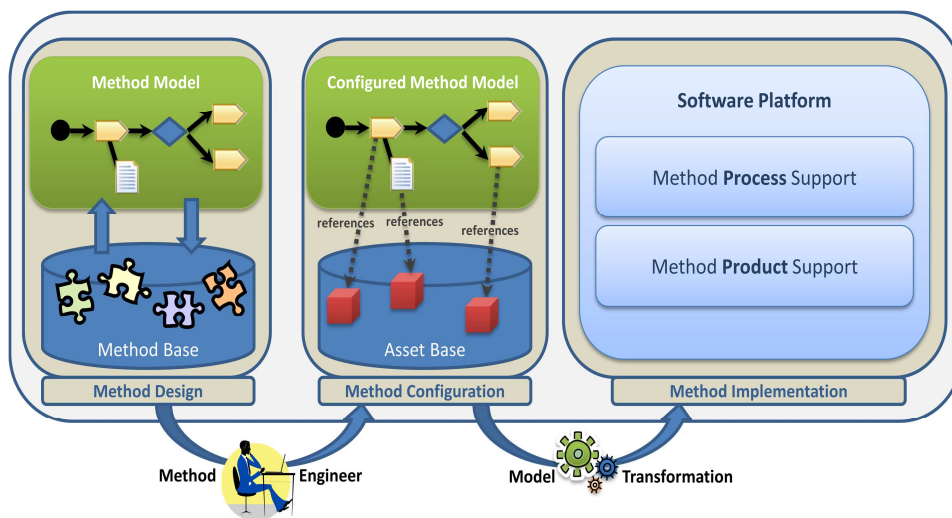 Method Model
Configured Method Model
Software Platform
Method Process Support
Method Product Support
references
references
references
Method Base
Asset Base
Method Design
Method Configuration
Method Implementation
Method Engineer
Model Transformation